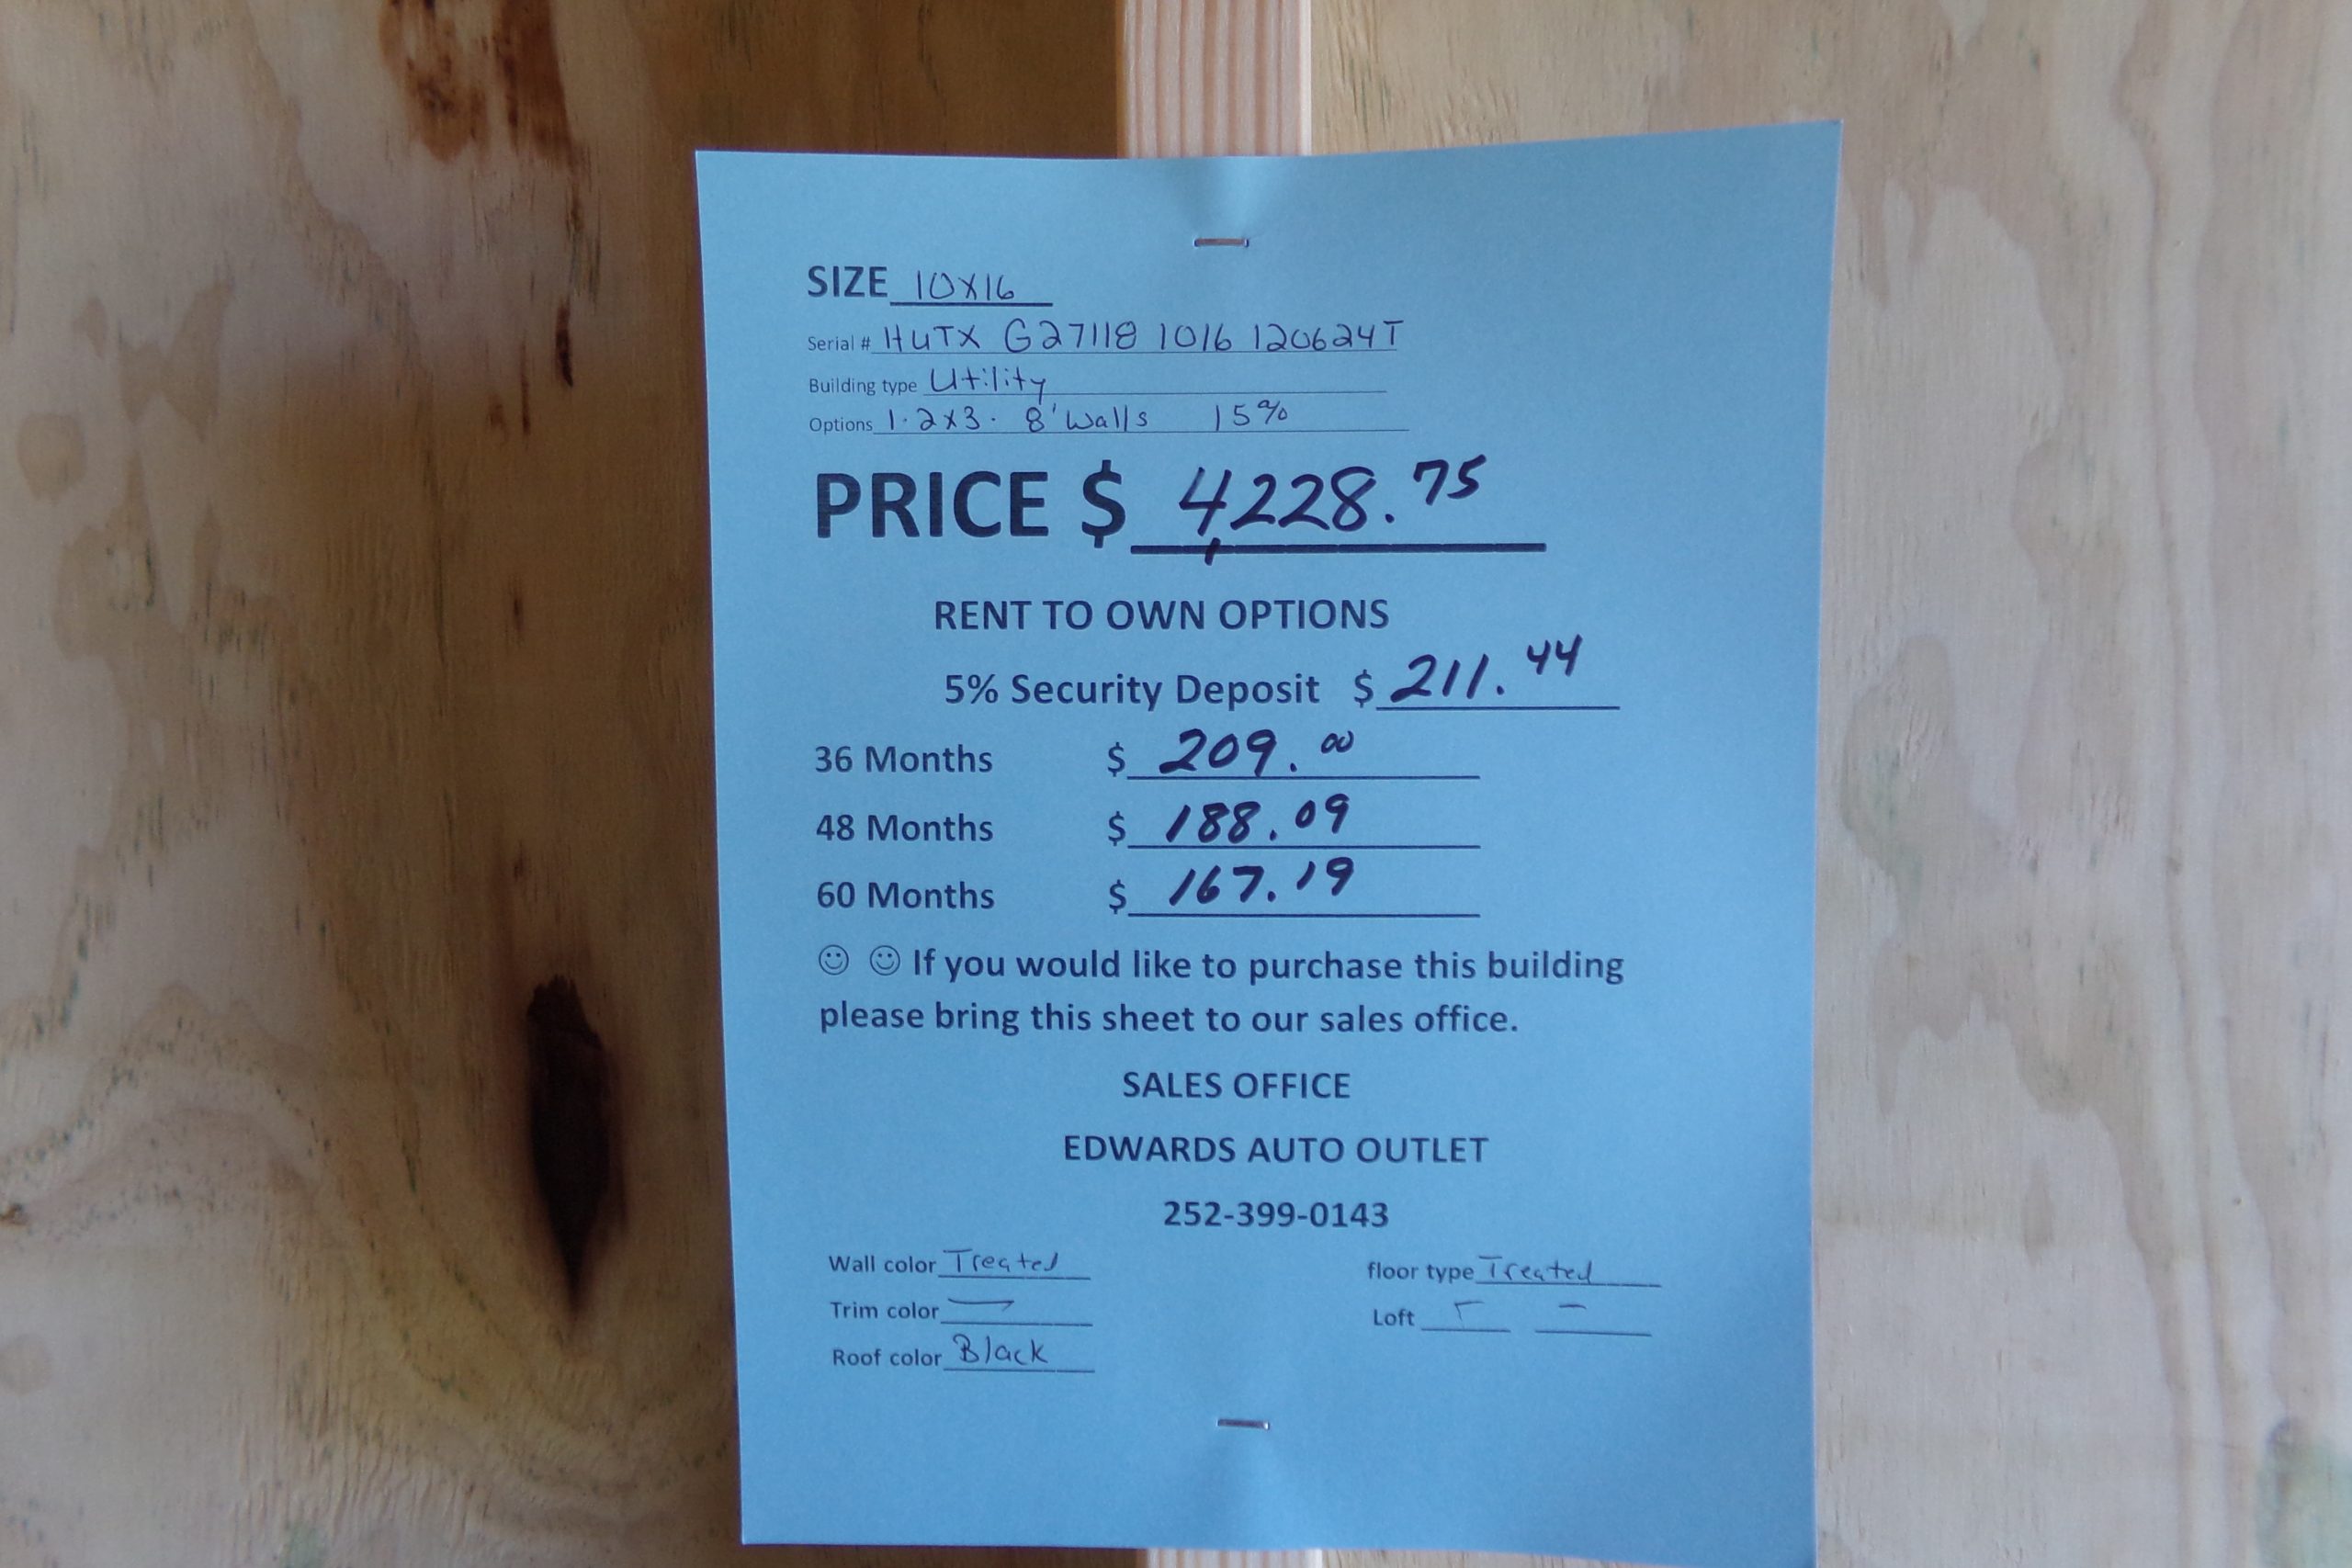 SIZE 10X16
Serial # HUTX G27118 1016 120624T
Building type Utility
Options 1·2x3· 8' Walls 15%
PRICE $ 4,228.75
RENT TO OWN OPTIONS
5% Security Deposit $ 211.44
36 Months $ 209.00
48 Months $ 188.09
60 Months $ 167.19
☺ ☺ If you would like to purchase this building
please bring this sheet to our sales office.
SALES OFFICE
EDWARDS AUTO OUTLET
252-399-0143
Wall color Treated floor type Treated
Trim color — Loft — —
Roof color Black